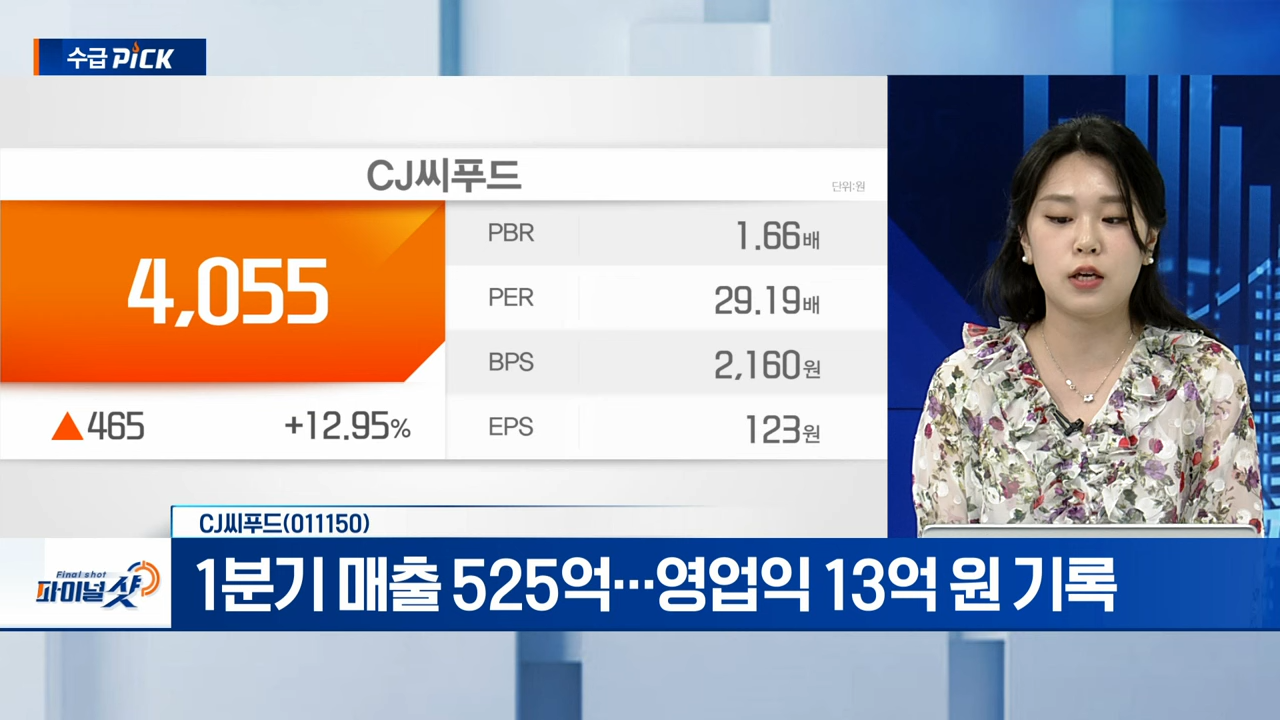 수급 PiCK
CJ씨푸드
단위:원
4,055
▲465 +12.95%
PBR 1.66배
PER 29.19배
BPS 2,160원
EPS 123원
CJ씨푸드(011150)
Final shot
파이널샷
1분기 매출 525억…영업익 13억 원 기록